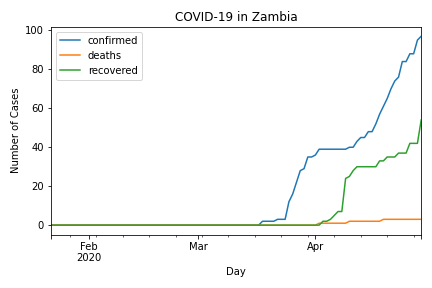 COVID-19 in Zambia
confirmed
deaths
recovered
100
80
60
40
20
0
Number of Cases
Feb
2020
Mar
Apr
Day